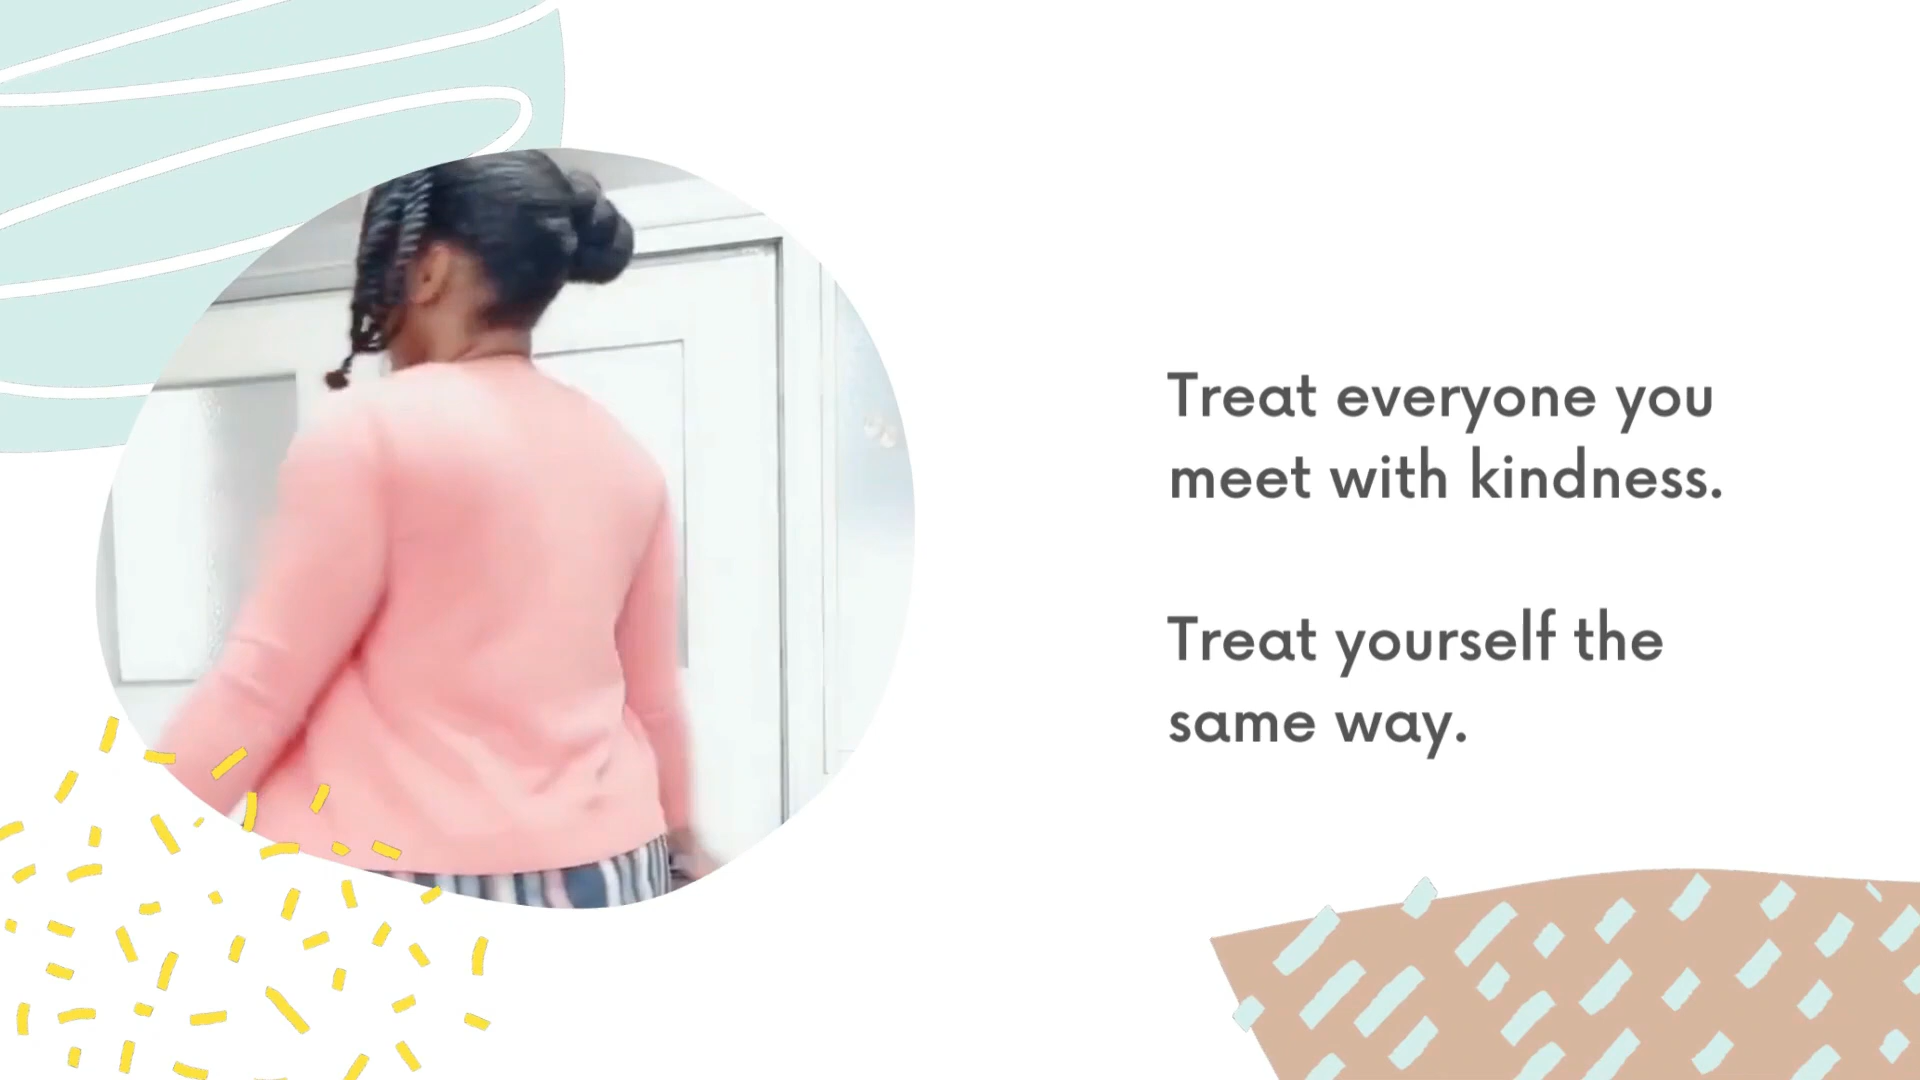 Treat everyone you
meet with kindness.
Treat yourself the
same way.